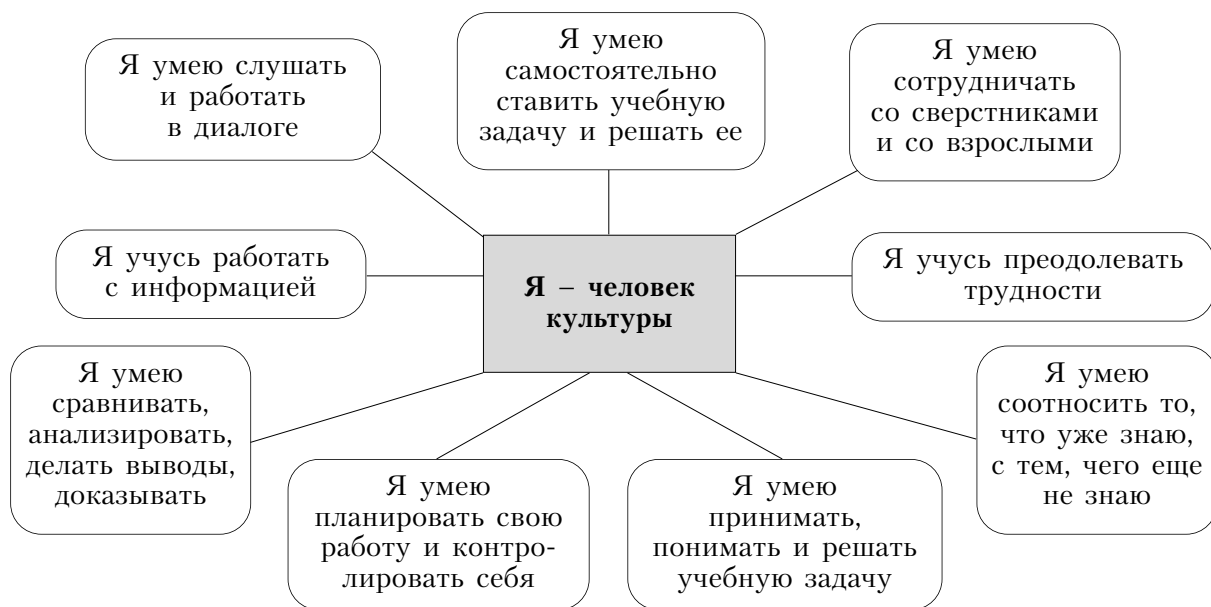 Я умею слушать
и работать
в диалоге
Я умею
самостоятельно
ставить учебную
задачу и решать ее
Я умею
сотрудничать
со сверстниками
и со взрослыми
Я учусь работать
с информацией
Я – человек
культуры
Я учусь преодолевать
трудности
Я умею
сравнивать,
анализировать,
делать выводы,
доказывать
Я умею
планировать свою
работу и контро-
лировать себя
Я умею
принимать,
понимать и решать
учебную задачу
Я умею
соотносить то,
что уже знаю,
с тем, чего еще
не знаю